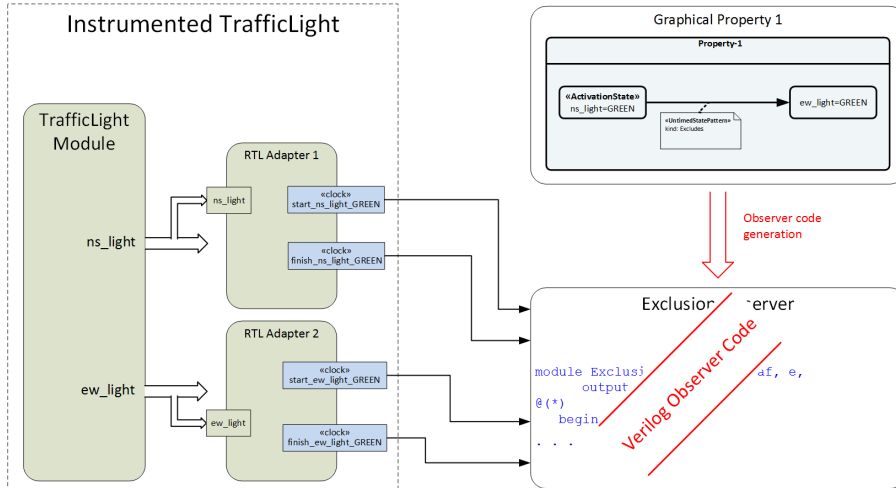 Instrumented TrafficLight
TrafficLight
Module
ns_light
ew_light
RTL Adapter 1
ns_light
«clock»
start_ns_light_GREEN
«clock»
finish_ns_light_GREEN
RTL Adapter 2
ew_light
«clock»
start_ew_light_GREEN
«clock»
finish_ew_light_GREEN
Graphical Property 1
Property-1
«ActivationState»
ns_light=GREEN
ew_light=GREEN
«UntimedStatePattern»
kind: Excludes
Observer code
generation
Exclusion server
module Exclusi af, e,
output
@(*)
begin
. . .
Verilog Observer Code